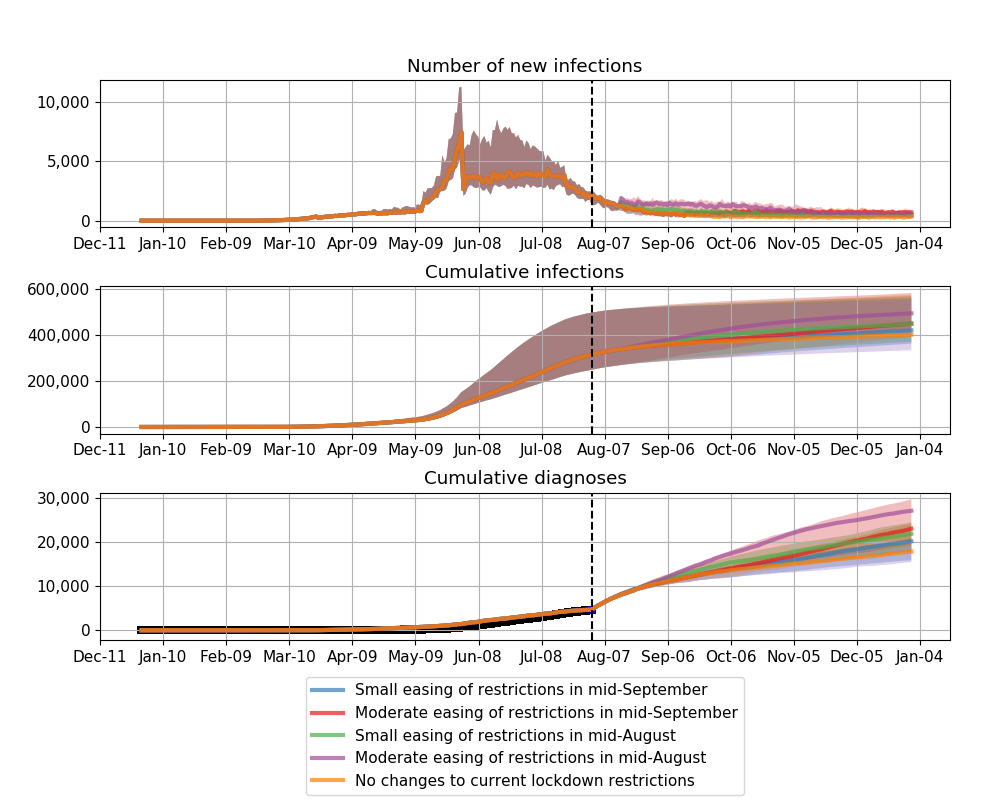 Number of new infections
10,000
5,000
0
Dec-11 Jan-10 Feb-09 Mar-10 Apr-09 May-09 Jun-08 Jul-08 Aug-07 Sep-06 Oct-06 Nov-05 Dec-05 Jan-04
Cumulative infections
600,000
400,000
200,000
0
Dec-11 Jan-10 Feb-09 Mar-10 Apr-09 May-09 Jun-08 Jul-08 Aug-07 Sep-06 Oct-06 Nov-05 Dec-05 Jan-04
Cumulative diagnoses
30,000
20,000
10,000
0
Dec-11 Jan-10 Feb-09 Mar-10 Apr-09 May-09 Jun-08 Jul-08 Aug-07 Sep-06 Oct-06 Nov-05 Dec-05 Jan-04
Small easing of restrictions in mid-September
Moderate easing of restrictions in mid-September
Small easing of restrictions in mid-August
Moderate easing of restrictions in mid-August
No changes to current lockdown restrictions